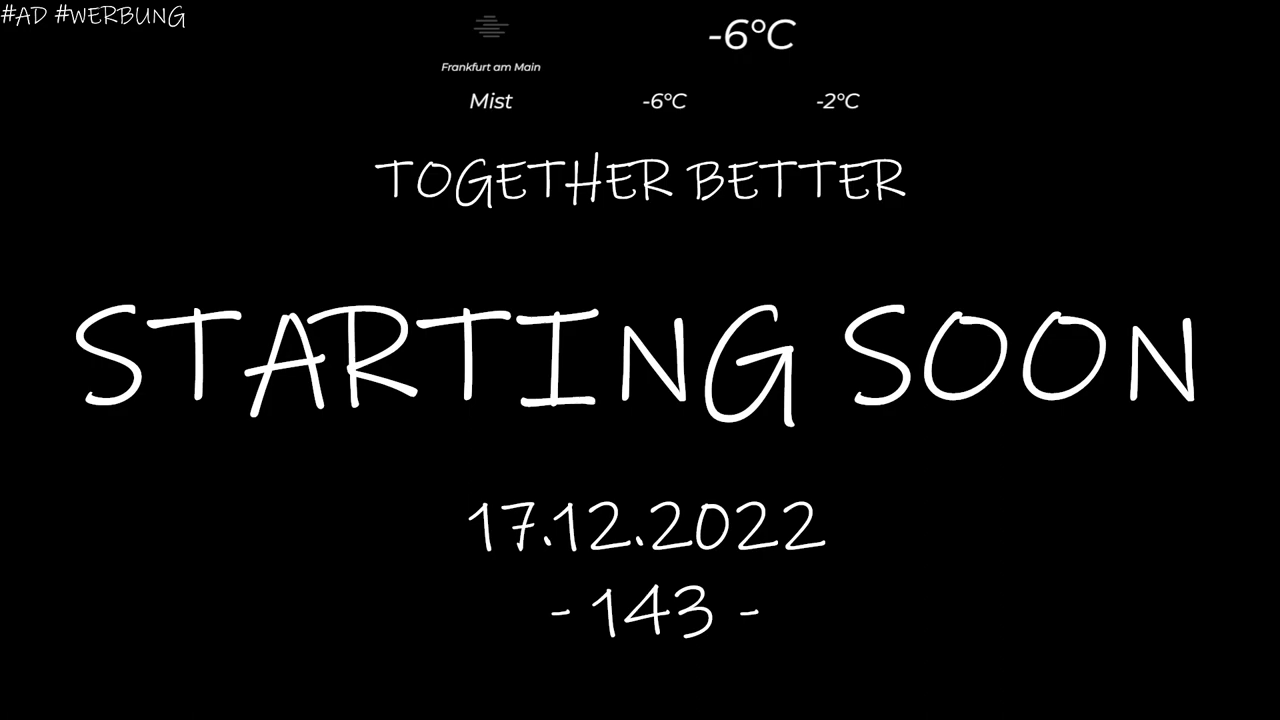 #AD #WERBUNG
-6°C
Frankfurt am Main
Mist -6°C -2°C
TOGETHER BETTER
STARTING SOON
17.12.2022
- 143 -